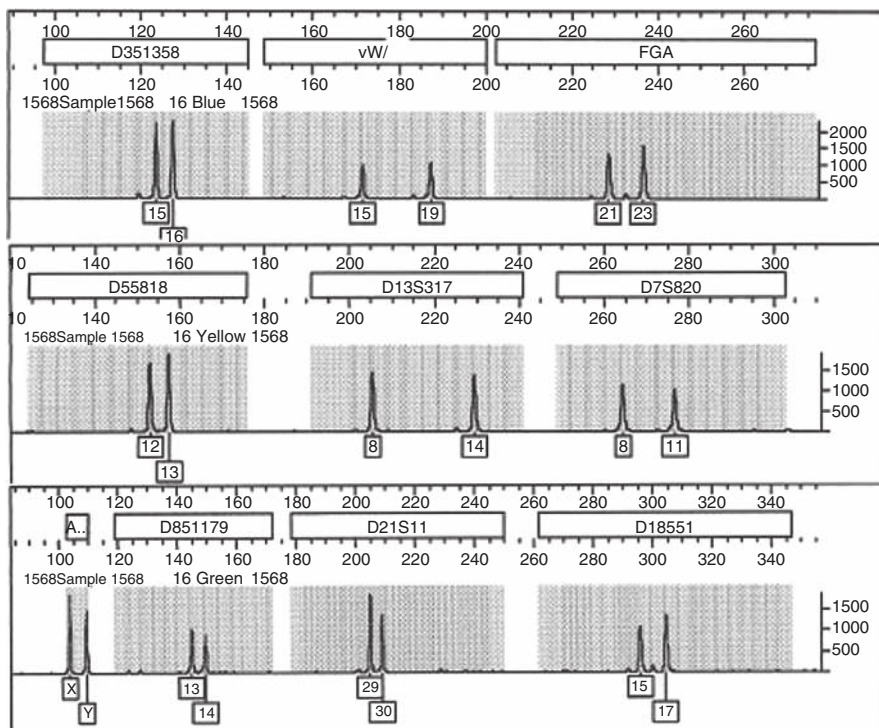 100 120 140 160 180 200 220 240 260
D351358 vW/ FGA
100 120 140 160 180 200 220 240 260
1568Sample1568 16 Blue 1568
2000
1500
1000
500
15 15 19 21 23
16
10 140 160 180 200 220 240 260 280 300
D55818 D13S317 D7S820
10 140 160 180 200 220 240 260 280 300
1568Sample 1568 16 Yellow 1568
1500
1000
500
12 8 14 8 11
13
100 120 140 160 180 200 220 240 260 280 300 320 340
A.. D851179 D21S11 D18551
120 140 160 180 200 220 240 260 280 300 320 340
1568Sample 1568 16 Green 1568
1500
1000
500
X 13 29 15
Y 14 30 17